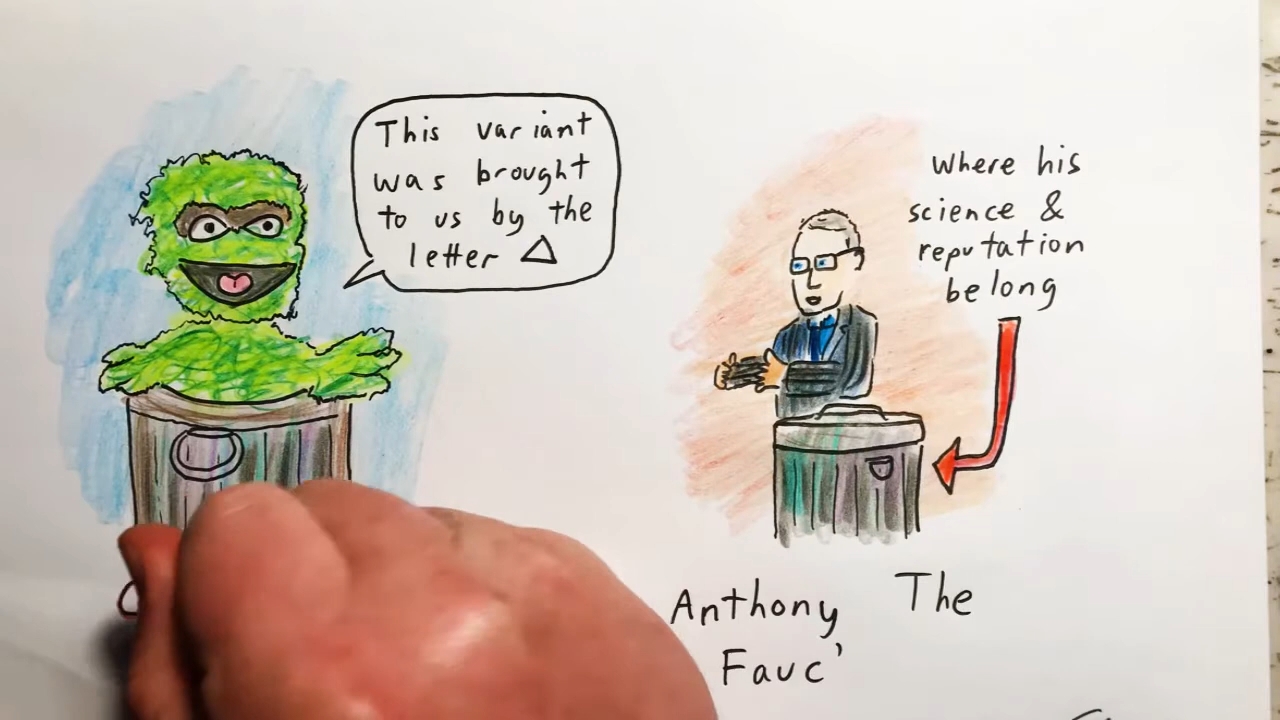 This variant
was brought
to us by the
letter Δ
Where his
science &
reputation
belong
Anthony The
Fauc'